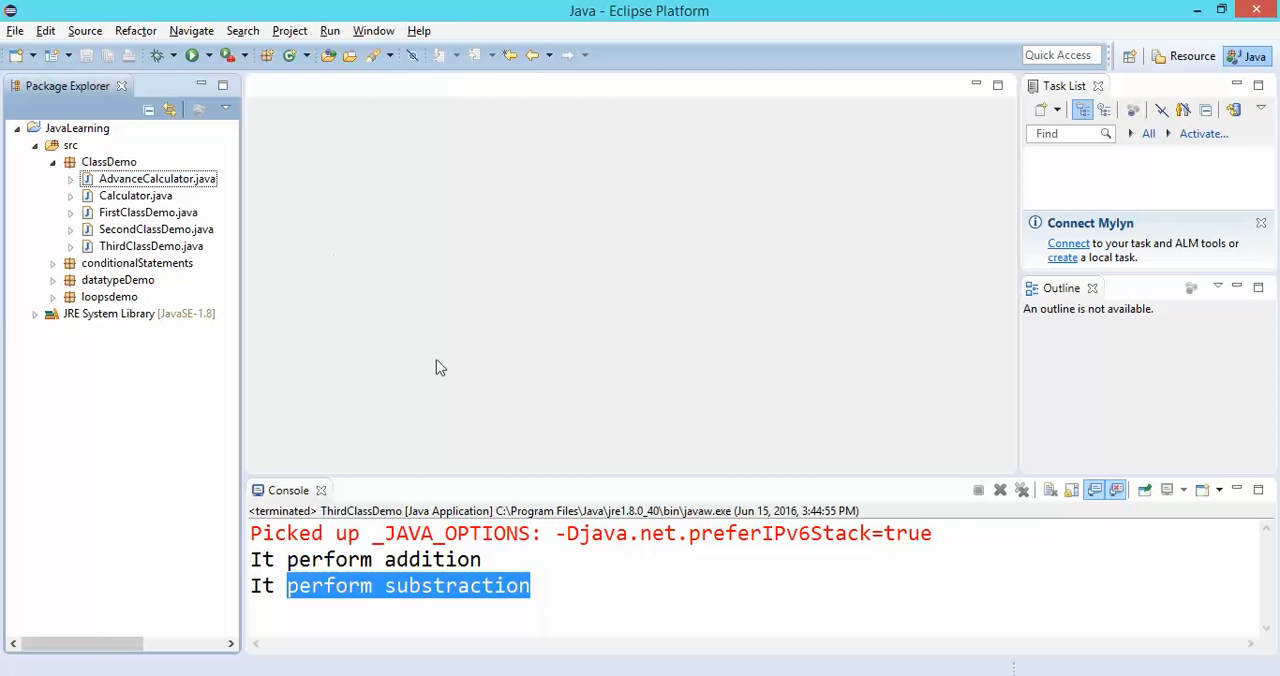 Java - Eclipse Platform
File Edit Source Refactor Navigate Search Project Run Window Help
Quick Access Resource Java
Package Explorer
JavaLearning
src
ClassDemo
AdvanceCalculator.java
Calculator.java
FirstClassDemo.java
SecondClassDemo.java
ThirdClassDemo.java
conditionalStatements
datatypeDemo
loopsdemo
JRE System Library [JavaSE-1.8]
Task List
Find All Activate...
Connect Mylyn
Connect to your task and ALM tools or
create a local task.
Outline
An outline is not available.
Console
<terminated> ThirdClassDemo [Java Application] C:\Program Files\Java\jre1.8.0_40\bin\javaw.exe (Jun 15, 2016, 3:44:55 PM)
Picked up _JAVA_OPTIONS: -Djava.net.preferIPv6Stack=true
It perform addition
It perform substraction